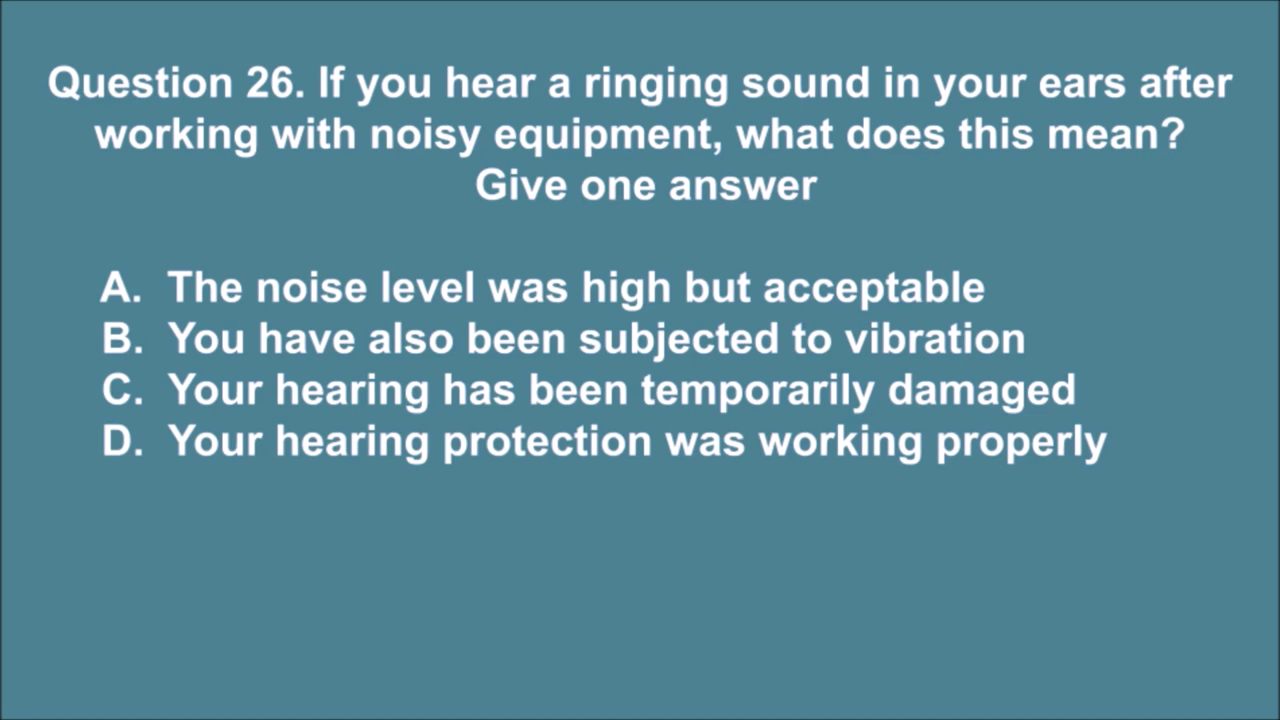 Question 26. If you hear a ringing sound in your ears after
working with noisy equipment, what does this mean?
Give one answer
A. The noise level was high but acceptable
B. You have also been subjected to vibration
C. Your hearing has been temporarily damaged
D. Your hearing protection was working properly